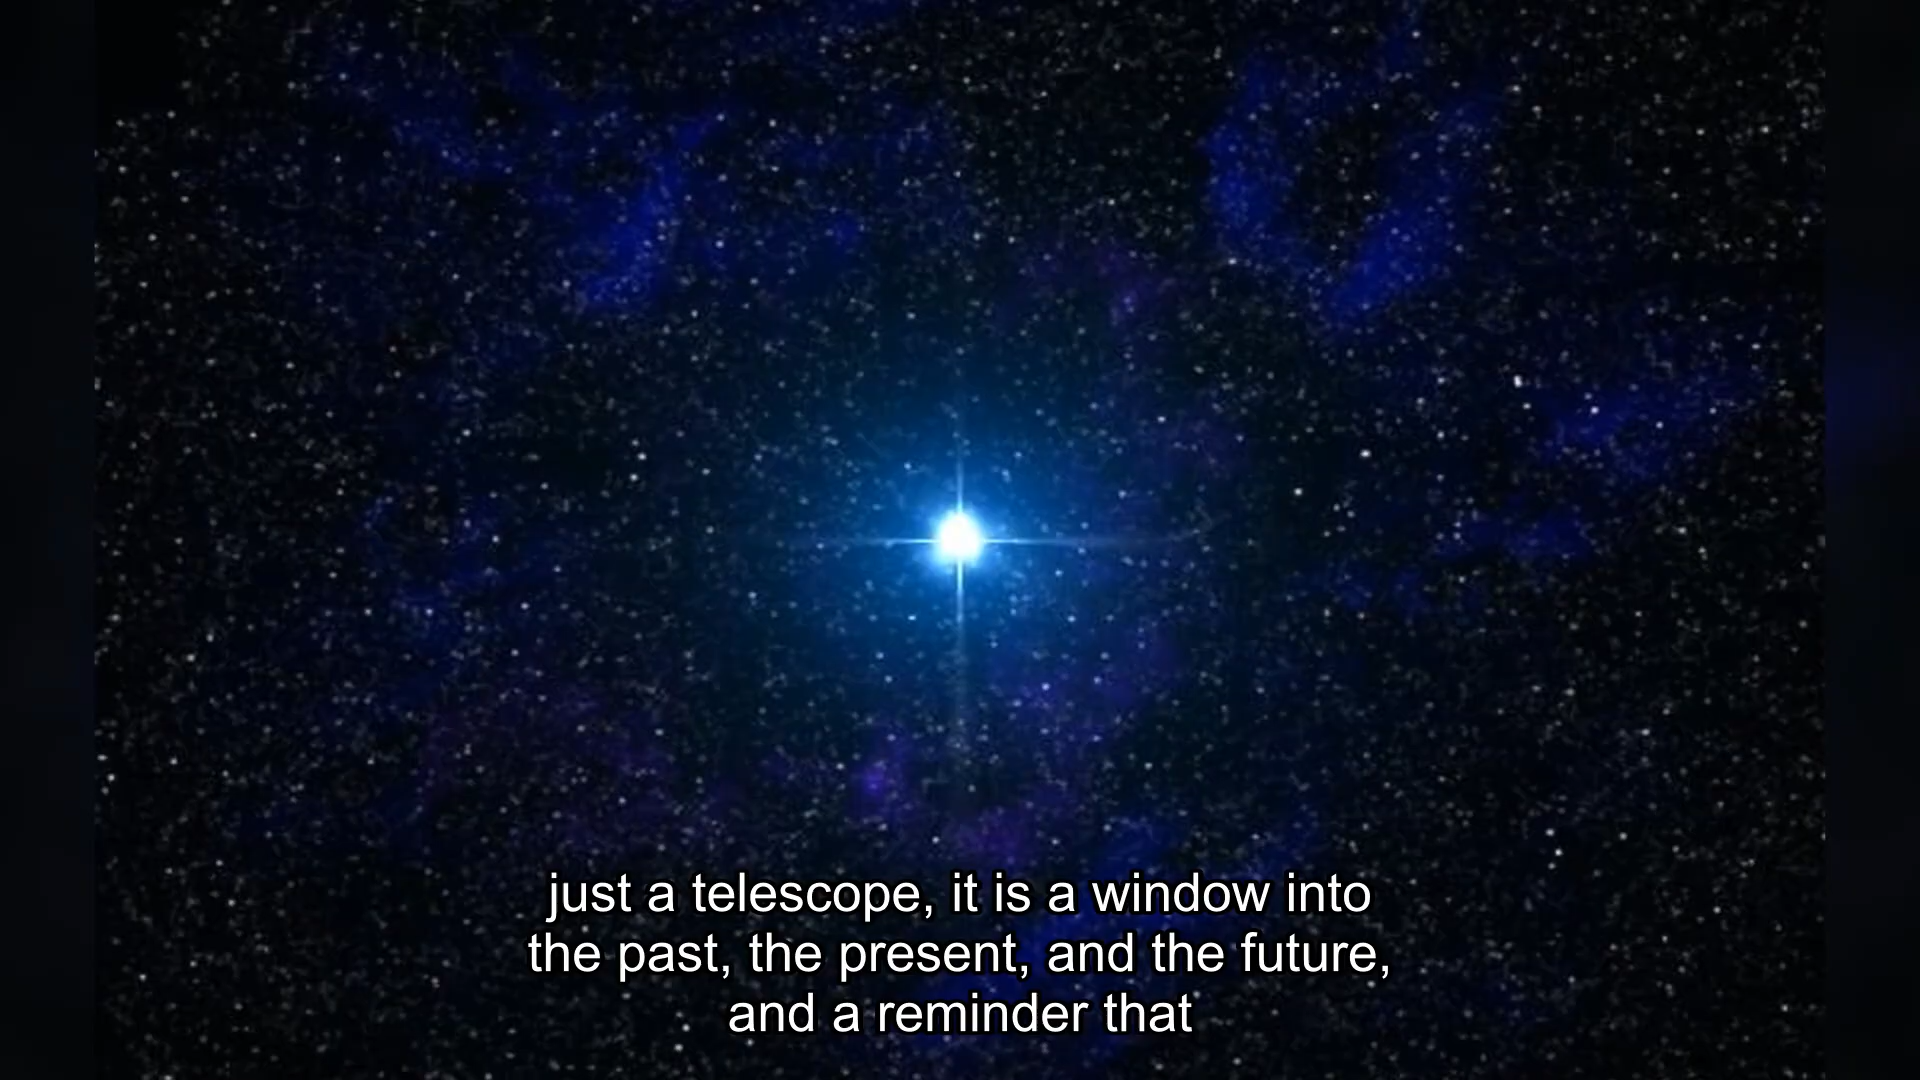 just a telescope, it is a window into
the past, the present, and the future,
and a reminder that